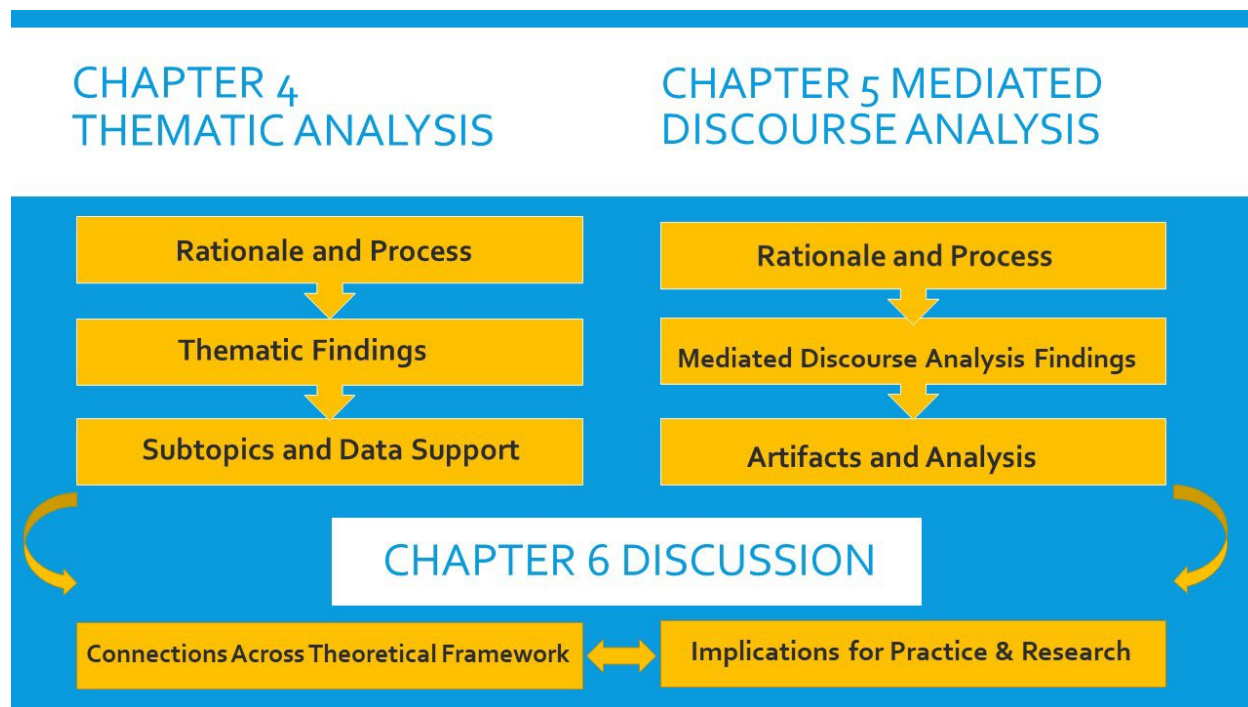 CHAPTER 4
THEMATIC ANALYSIS
CHAPTER 5 MEDIATED
DISCOURSE ANALYSIS
Rationale and Process
Thematic Findings
Subtopics and Data Support
Rationale and Process
Mediated Discourse Analysis Findings
Artifacts and Analysis
CHAPTER 6 DISCUSSION
Connections Across Theoretical Framework
Implications for Practice & Research